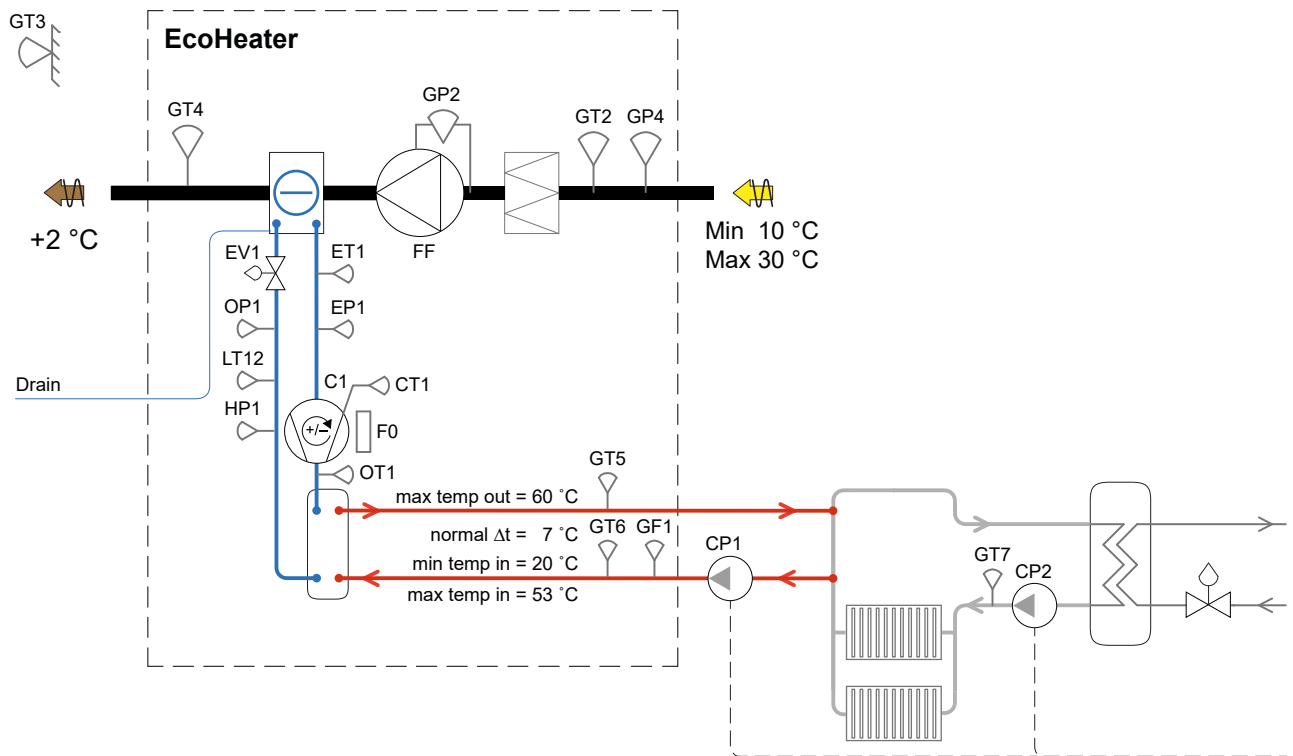 GT3
EcoHeater
GT4
GP2
GT2
GP4
+2 °C
FF
Min 10 °C
Max 30 °C
EV1
ET1
OP1
EP1
LT12
Drain
C1
CT1
HP1
+/-
F0
OT1
GT5
max temp out = 60 ˚C
normal Δt = 7 ˚C
GT6
GF1
CP1
min temp in = 20 ˚C
max temp in = 53 ˚C
GT7
CP2